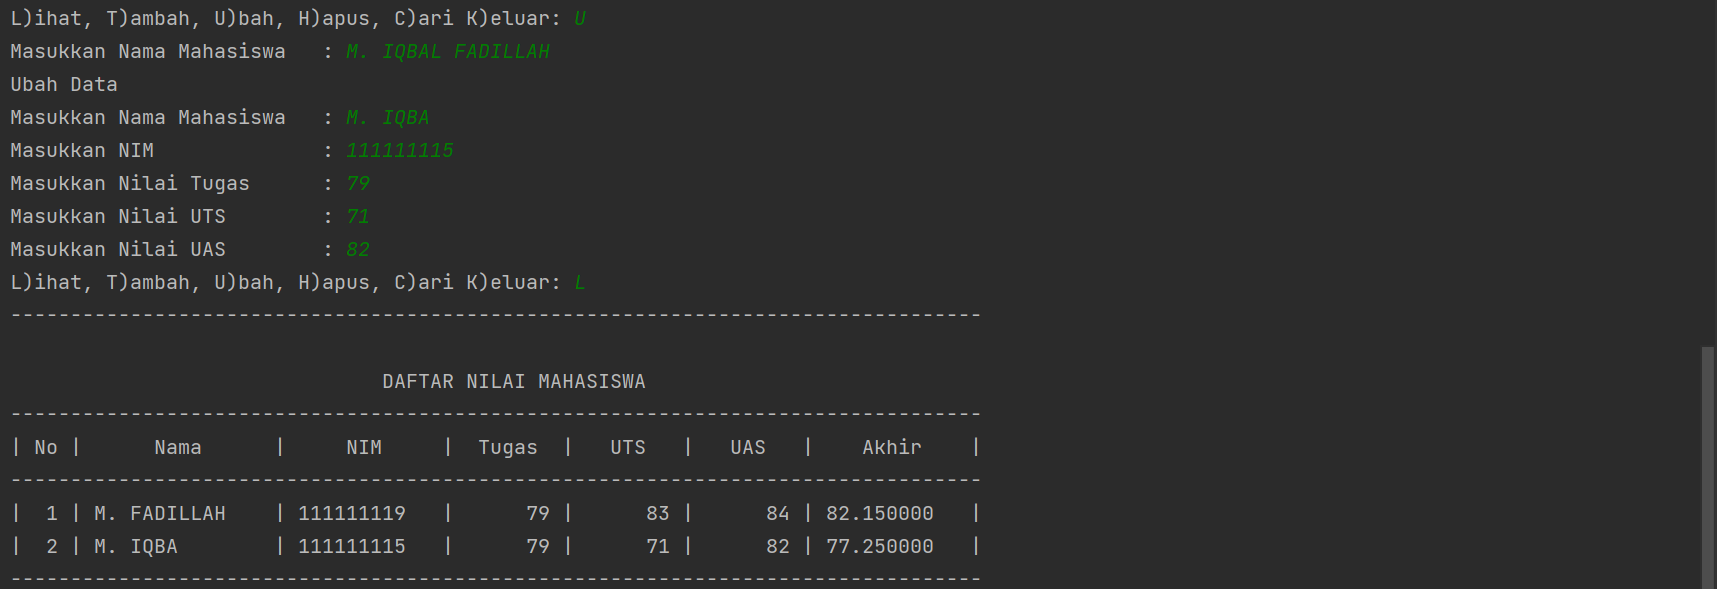 L)ihat, T)ambah, U)bah, H)apus, C)ari K)eluar: U
Masukkan Nama Mahasiswa   : M. IQBAL FADILLAH
Ubah Data
Masukkan Nama Mahasiswa   : M. IQBA
Masukkan NIM              : 111111115
Masukkan Nilai Tugas      : 79
Masukkan Nilai UTS        : 71
Masukkan Nilai UAS        : 82
L)ihat, T)ambah, U)bah, H)apus, C)ari K)eluar: L
---------------------------------------------------------------------------------
                               DAFTAR NILAI MAHASISWA
---------------------------------------------------------------------------------
| No |      Nama      |     NIM     |  Tugas  |   UTS   |   UAS   |    Akhir    |
---------------------------------------------------------------------------------
|  1 | M. FADILLAH    | 111111119   |      79 |      83 |      84 | 82.150000   |
|  2 | M. IQBA        | 111111115   |      79 |      71 |      82 | 77.250000   |
---------------------------------------------------------------------------------